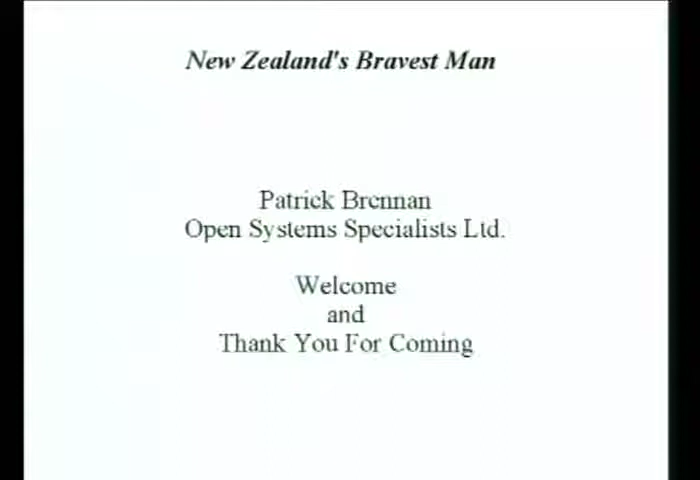 New Zealand's Bravest Man
Patrick Brennan
Open Systems Specialists Ltd.
Welcome
and
Thank You For Coming